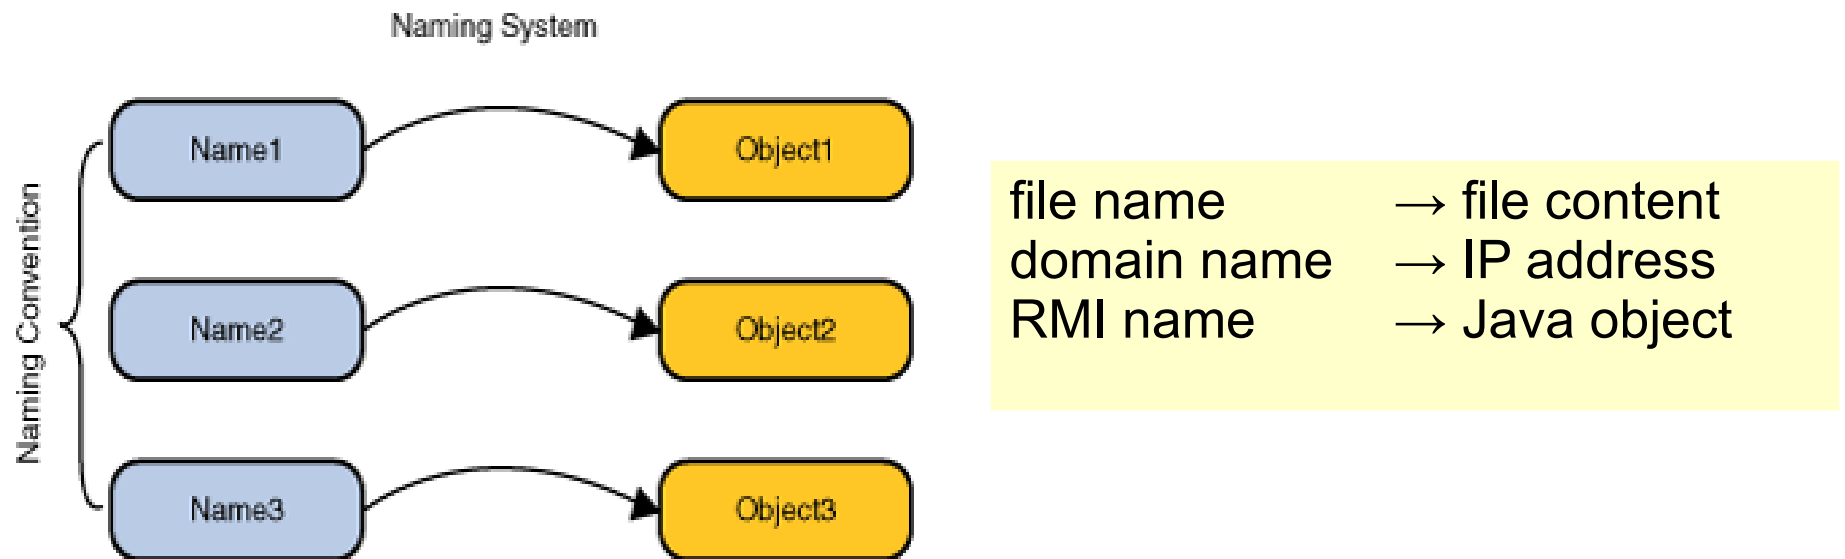 Naming System
Naming Convention
Name1
Object1
Name2
Object2
Name3
Object3
file name → file content
domain name → IP address
RMI name → Java object